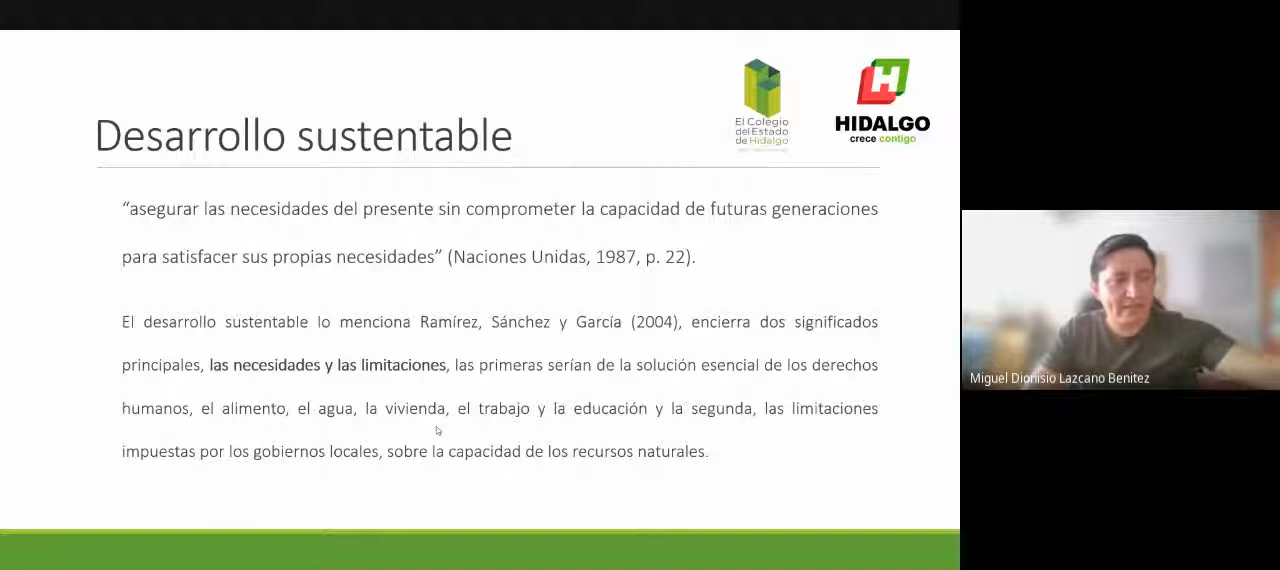 El Colegio
del Estado
de Hidalgo
H
HIDALGO
crece contigo
Desarrollo sustentable
“asegurar las necesidades del presente sin comprometer la capacidad de futuras generaciones
para satisfacer sus propias necesidades” (Naciones Unidas, 1987, p. 22).
El desarrollo sustentable lo menciona Ramírez, Sánchez y García (2004), encierra dos significados
principales, las necesidades y las limitaciones, las primeras serían de la solución esencial de los derechos
humanos, el alimento, el agua, la vivienda, el trabajo y la educación y la segunda, las limitaciones
impuestas por los gobiernos locales, sobre la capacidad de los recursos naturales.
Miguel Dionisio Lazcano Benitez